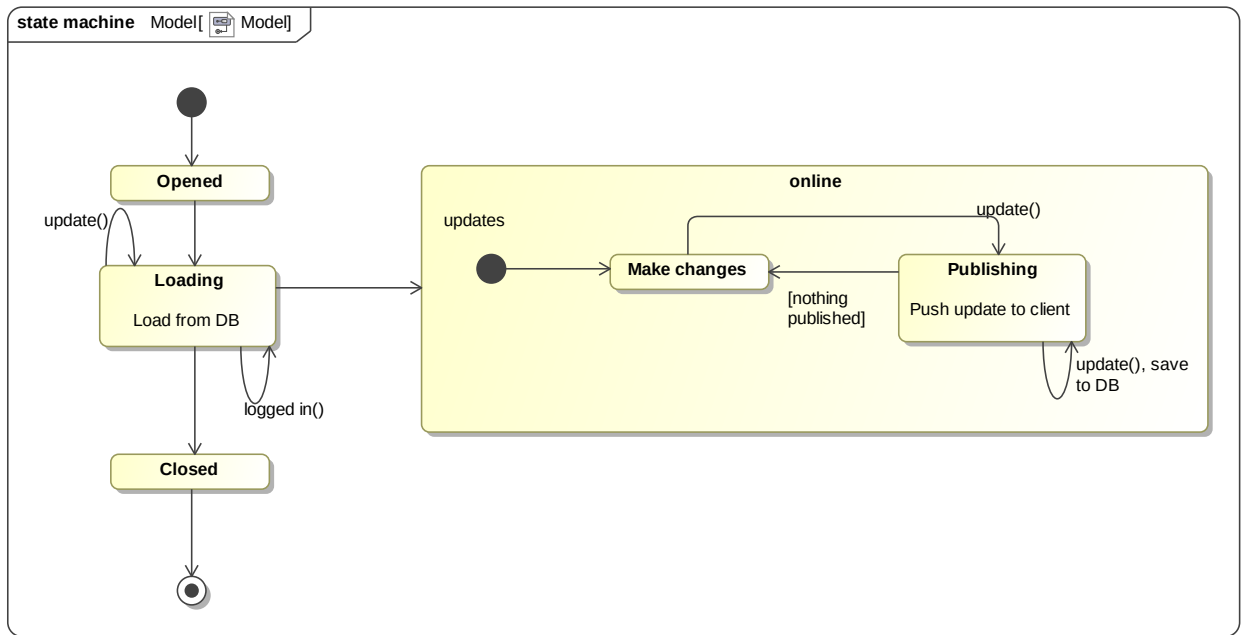 state machine Model[ Model]
Opened
online
update()
updates
update()
Make changes
Publishing
Loading
[nothing
published]
Push update to client
Load from DB
update(), save
to DB
logged in()
Closed